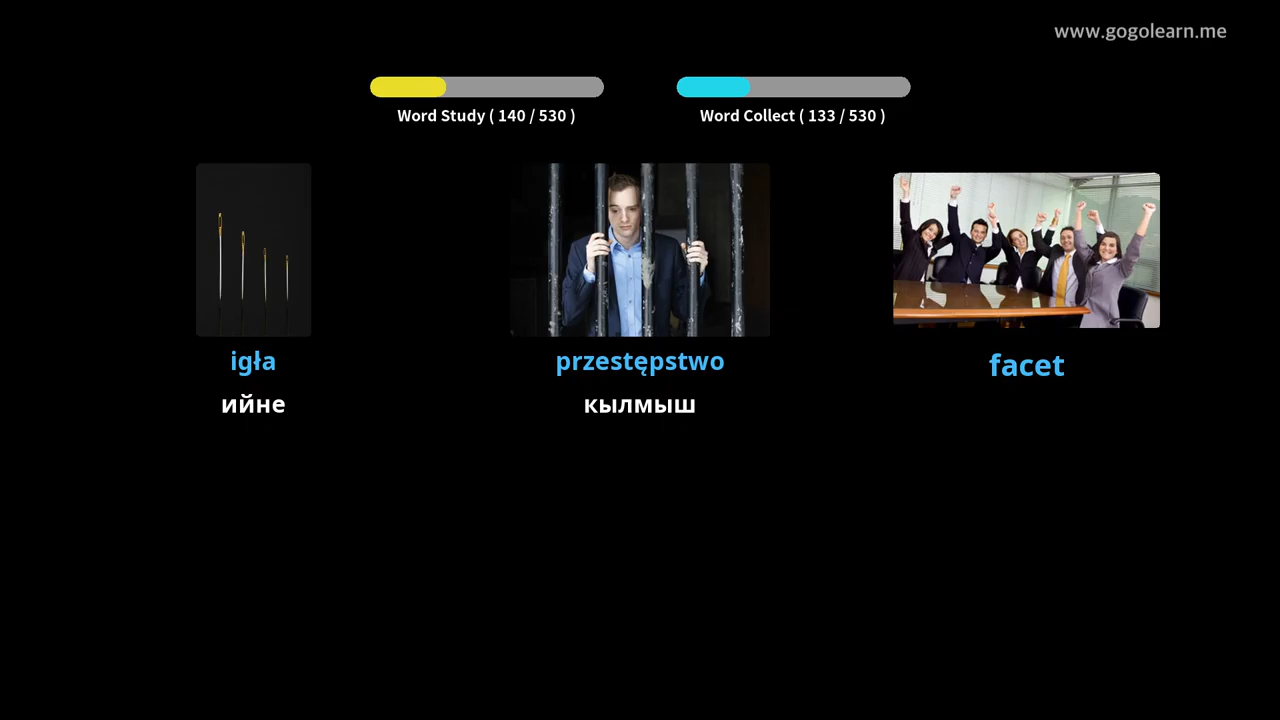 www.gogolearn.me
Word Study ( 140 / 530 )
Word Collect ( 133 / 530 )
igła
przestępstwo
facet
ийне
кылмыш